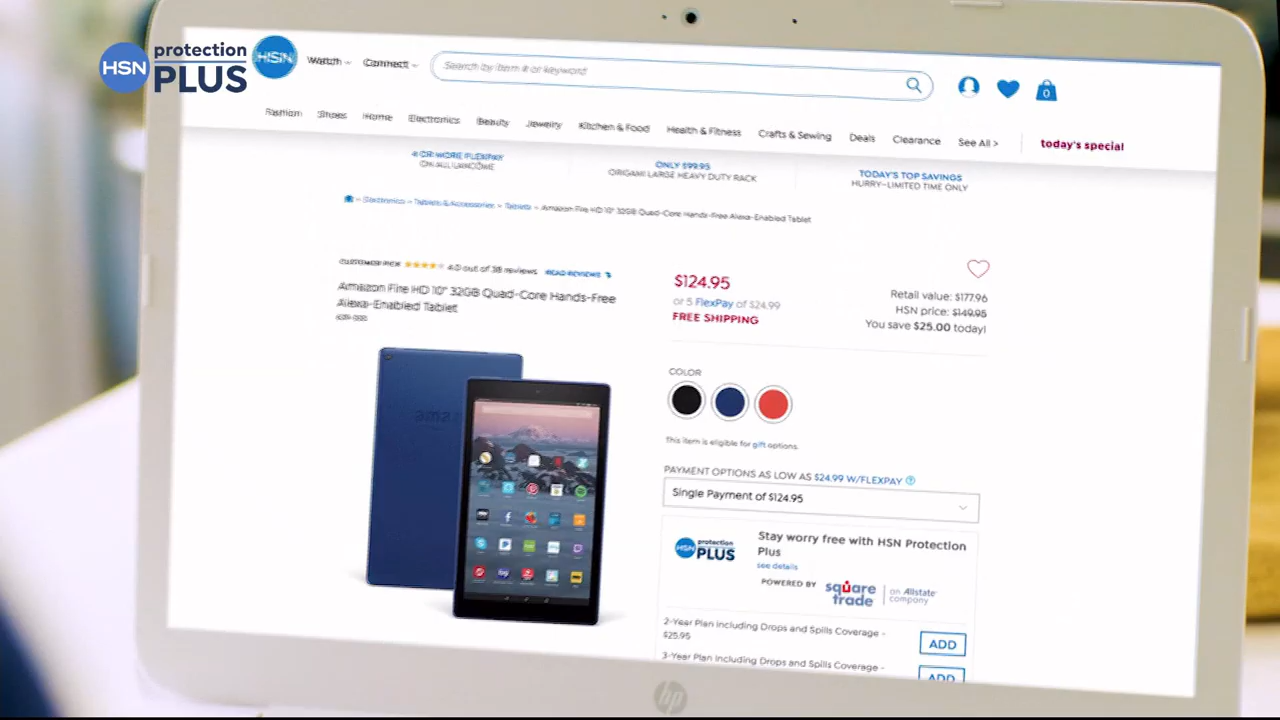 HSN protection PLUS
HSN
Watch
Connect
Search by item # or keyword
0
Fashion
Shoes
Home
Electronics
Beauty
Jewelry
Kitchen & Food
Health & Fitness
Crafts & Sewing
Deals
Clearance
See All >
today's special
4 OR MORE FLEXPAY
ON ALL LANCOME
ONLY $99.95
ORIGAMI LARGE HEAVY DUTY RACK
TODAY'S TOP SAVINGS
HURRY–LIMITED TIME ONLY
Electronics > Tablets & Accessories > Tablets > Amazon Fire HD 10" 32GB Quad-Core Hands-Free Alexa-Enabled Tablet
CUSTOMER PICK
4.0 out of 38 reviews
READ REVIEWS
Amazon Fire HD 10" 32GB Quad-Core Hands-Free
Alexa-Enabled Tablet
$124.95
or 5 FlexPay of $24.99
FREE SHIPPING
Retail value: $177.96
HSN price: $149.95
You save $25.00 today!
COLOR
This item is eligible for gift options.
PAYMENT OPTIONS AS LOW AS $24.99 W/FLEXPAY ?
Single Payment of $124.95
HSN protection PLUS
Stay worry free with HSN Protection
Plus
see details
POWERED BY
square trade
an Allstate company
2-Year Plan Including Drops and Spills Coverage -
$25.95
ADD
3-Year Plan Including Drops and Spills Coverage -
ADD
amaz
hp